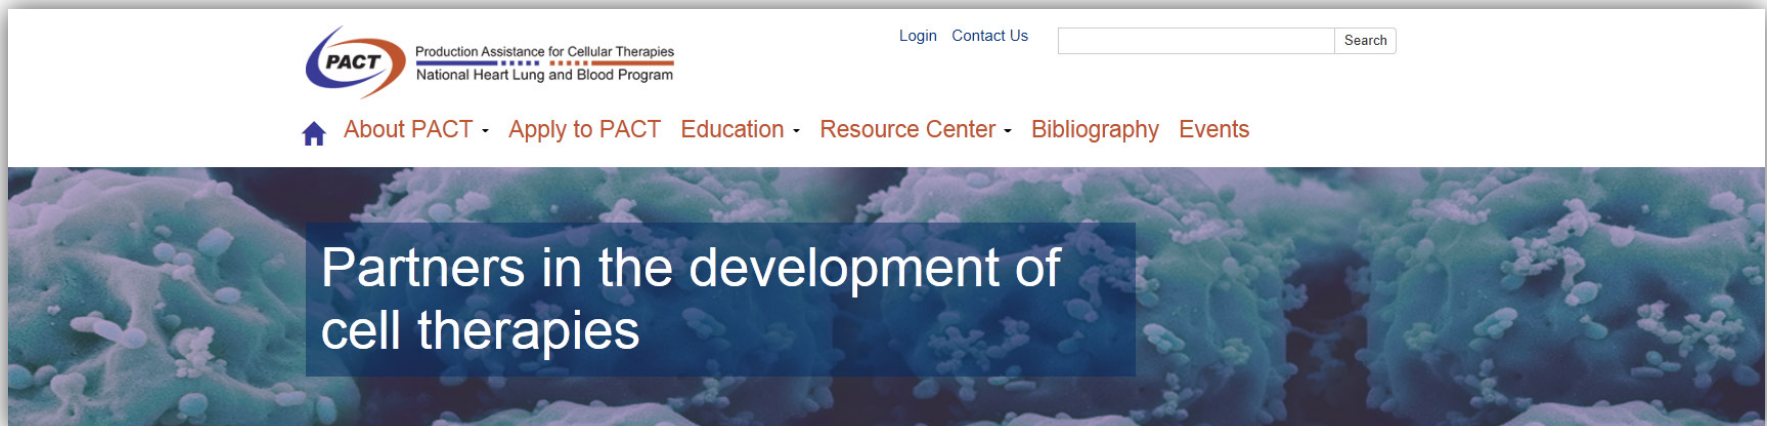 Login Contact Us
Search
PACT
Production Assistance for Cellular Therapies
National Heart Lung and Blood Program
About PACT Apply to PACT Education Resource Center Bibliography Events
Partners in the development of
cell therapies